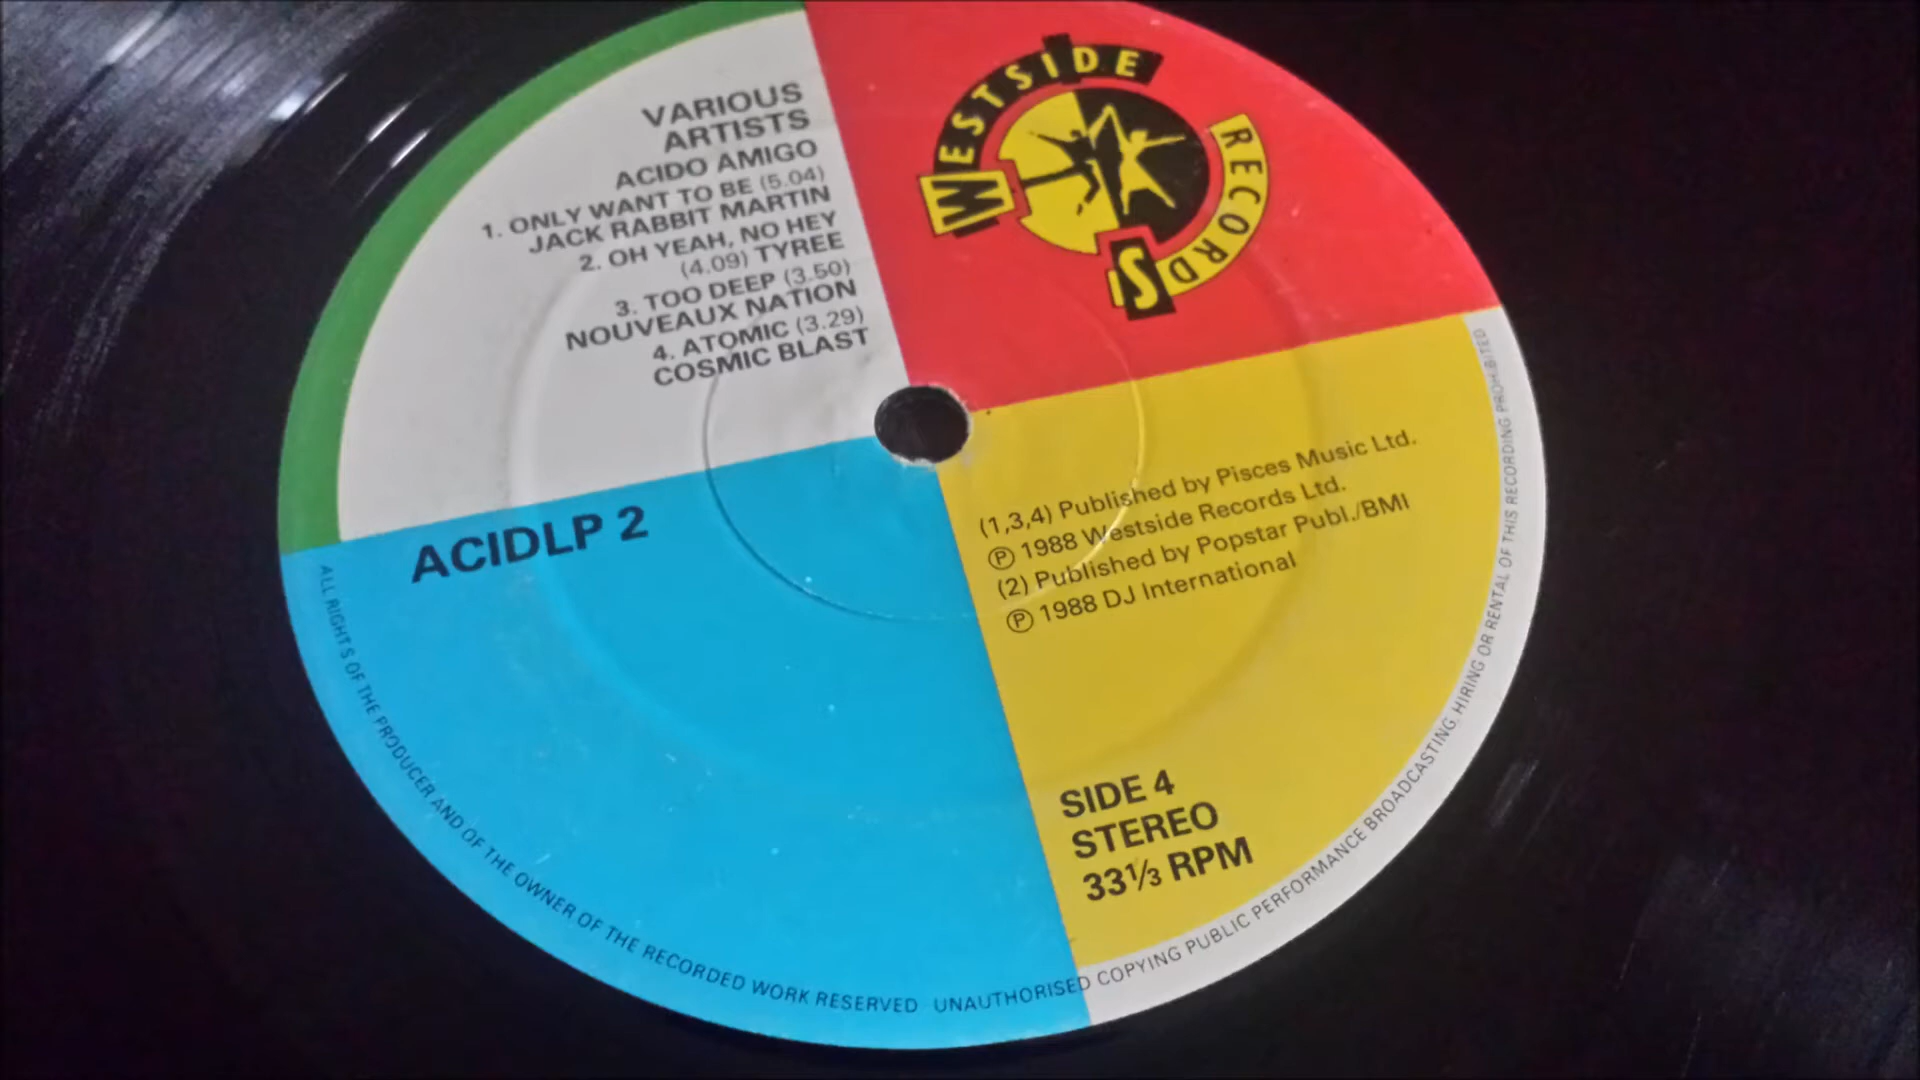 VARIOUS
ARTISTS
ACIDO AMIGO
1. ONLY WANT TO BE (5.04)
JACK RABBIT MARTIN
2. OH YEAH, NO HEY
(4.09) TYREE
3. TOO DEEP (3.50)
NOUVEAUX NATION
4. ATOMIC (3.29)
COSMIC BLAST
WESTSIDE
RECORDS
ACIDLP 2
(1,3,4) Published by Pisces Music Ltd.
℗ 1988 Westside Records Ltd.
(2) Published by Popstar Publ./BMI
℗ 1988 DJ International
SIDE 4
STEREO
33⅓ RPM
ALL RIGHTS OF THE PRODUCER AND OF THE OWNER OF THE RECORDED WORK RESERVED UNAUTHORISED COPYING PUBLIC PERFORMANCE BROADCASTING, HIRING OR RENTAL OF THIS RECORDING PROHIBITED